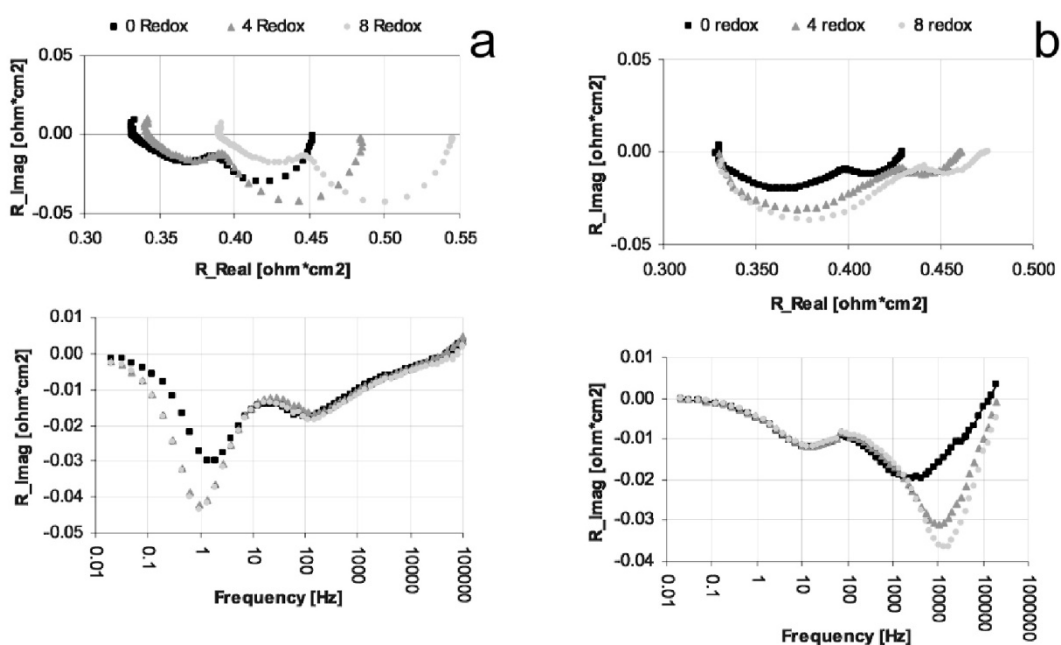 0 Redox 4 Redox 8 Redox
a
R_Imag [ohm*cm2]
0.05
0.00
-0.05
0.30 0.35 0.40 0.45 0.50 0.55
R_Real [ohm*cm2]
0 redox 4 redox 8 redox
b
R_Imag [ohm*cm2]
0.05
0.00
-0.05
0.300 0.350 0.400 0.450 0.500
R_Real [ohm*cm2]
R_Imag [ohm*cm2]
0.01
0.00
-0.01
-0.02
-0.03
-0.04
-0.05
0.01 0.1 1 10 100 1000 10000 100000
Frequency [Hz]
R_Imag [ohm*cm2]
0.01
0.00
-0.01
-0.02
-0.03
-0.04
0.01 0.1 1 10 100 1000 10000 100000 1000000
Frequency [Hz]